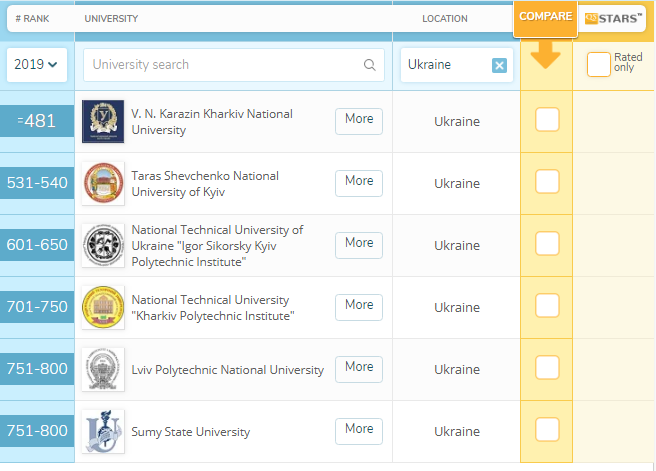 # RANK UNIVERSITY LOCATION COMPARE QS STARS™
2019 University search Ukraine Rated
only
=481 V. N. Karazin Kharkiv National
University More Ukraine
531-540 Taras Shevchenko National
University of Kyiv More Ukraine
601-650 National Technical University of
Ukraine "Igor Sikorsky Kyiv
Polytechnic Institute" More Ukraine
701-750 National Technical University
"Kharkiv Polytechnic Institute" More Ukraine
751-800 Lviv Polytechnic National University More Ukraine
751-800 Sumy State University More Ukraine